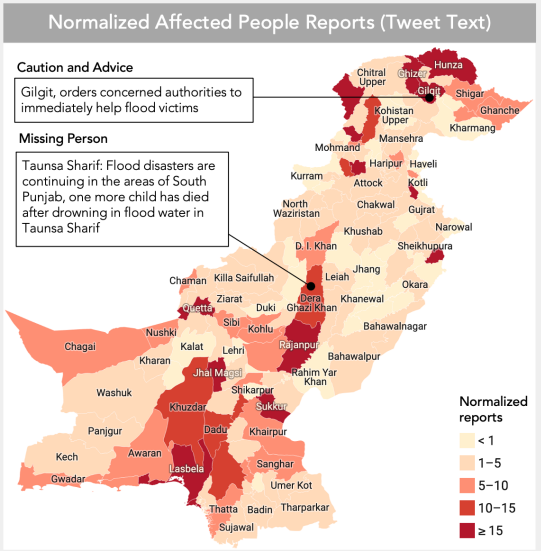 Normalized Affected People Reports (Tweet Text)
Caution and Advice
Gilgit, orders concerned authorities to
immediately help flood victims
Missing Person
Taunsa Sharif: Flood disasters are
continuing in the areas of South
Punjab, one more child has died
after drowning in flood water in
Taunsa Sharif
Hunza
Ghizer
Chitral
Upper
Gilgit
Shigar
Ghanche
Kohistan
Upper
Kharmang
Mansehra
Mohmand
Haripur
Haveli
Kurram
Attock
Kotli
North
Waziristan
Chakwal
Gujrat
Khushab
Narowal
D. I. Khan
Sheikhupura
Jhang
Leiah
Killa Saifullah
Chaman
Okara
Dera
Ghazi Khan
Khanewal
Ziarat
Duki
Quetta
Sibi
Kohlu
Bahawalnagar
Nushki
Chagai
Kalat
Lehri
Rajanpur
Kharan
Bahawalpur
Jhal Magsi
Rahim Yar
Khan
Washuk
Shikarpur
Khuzdar
Sukkur
Panjgur
Dadu
Khairpur
Kech
Awaran
Lasbela
Sanghar
Gwadar
Umer Kot
Thatta
Badin
Tharparkar
Sujawal
Normalized
reports
< 1
1–5
5–10
10–15
≥ 15